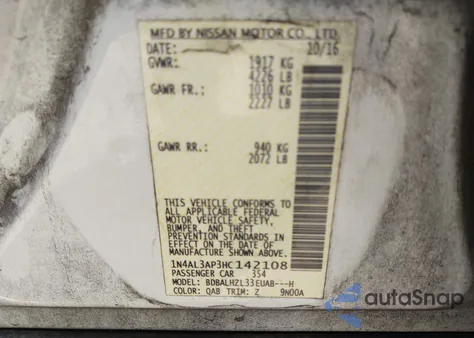 MFD BY NISSAN MOTOR CO., LTD.
DATE: 10/16
GVWR: 1917 KG
4226 LB
GAWR FR.: 1010 KG
2227 LB
GAWR RR.: 940 KG
2072 LB
THIS VEHICLE CONFORMS TO
ALL APPLICABLE FEDERAL
MOTOR VEHICLE SAFETY,
BUMPER, AND THEFT
PREVENTION STANDARDS IN
EFFECT ON THE DATE OF
MANUFACTURE SHOWN ABOVE.
1N4AL3AP3HC142108
PASSENGER CAR 354
MODEL: BDBALHZL33EUAB---H
COLOR: QAB TRIM: Z 9N00A
autoSnap